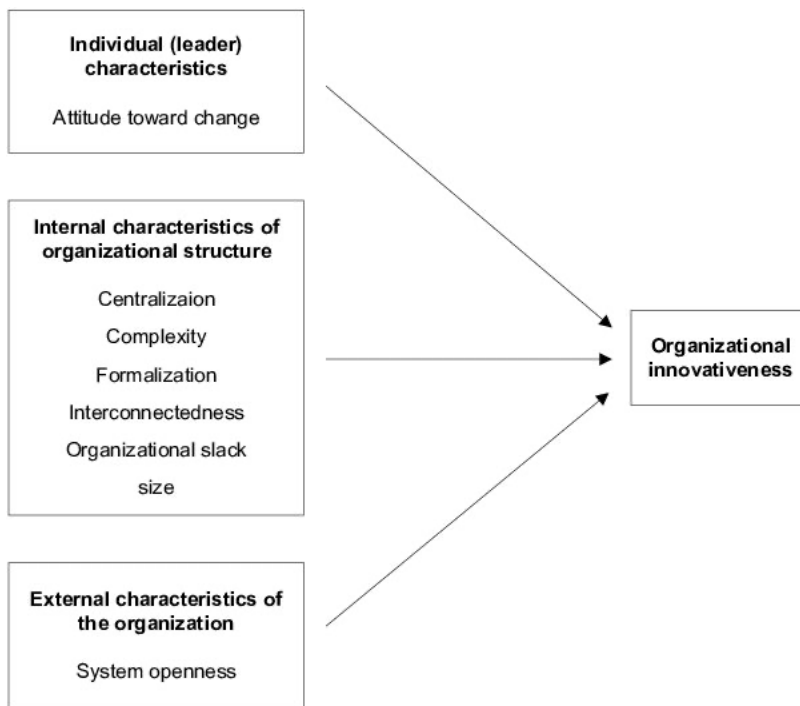 Individual (leader)
characteristics
Attitude toward change
Internal characteristics of
organizational structure
Centralizaion
Complexity
Formalization
Interconnectedness
Organizational slack
size
External characteristics of
the organization
System openness
Organizational
innovativeness